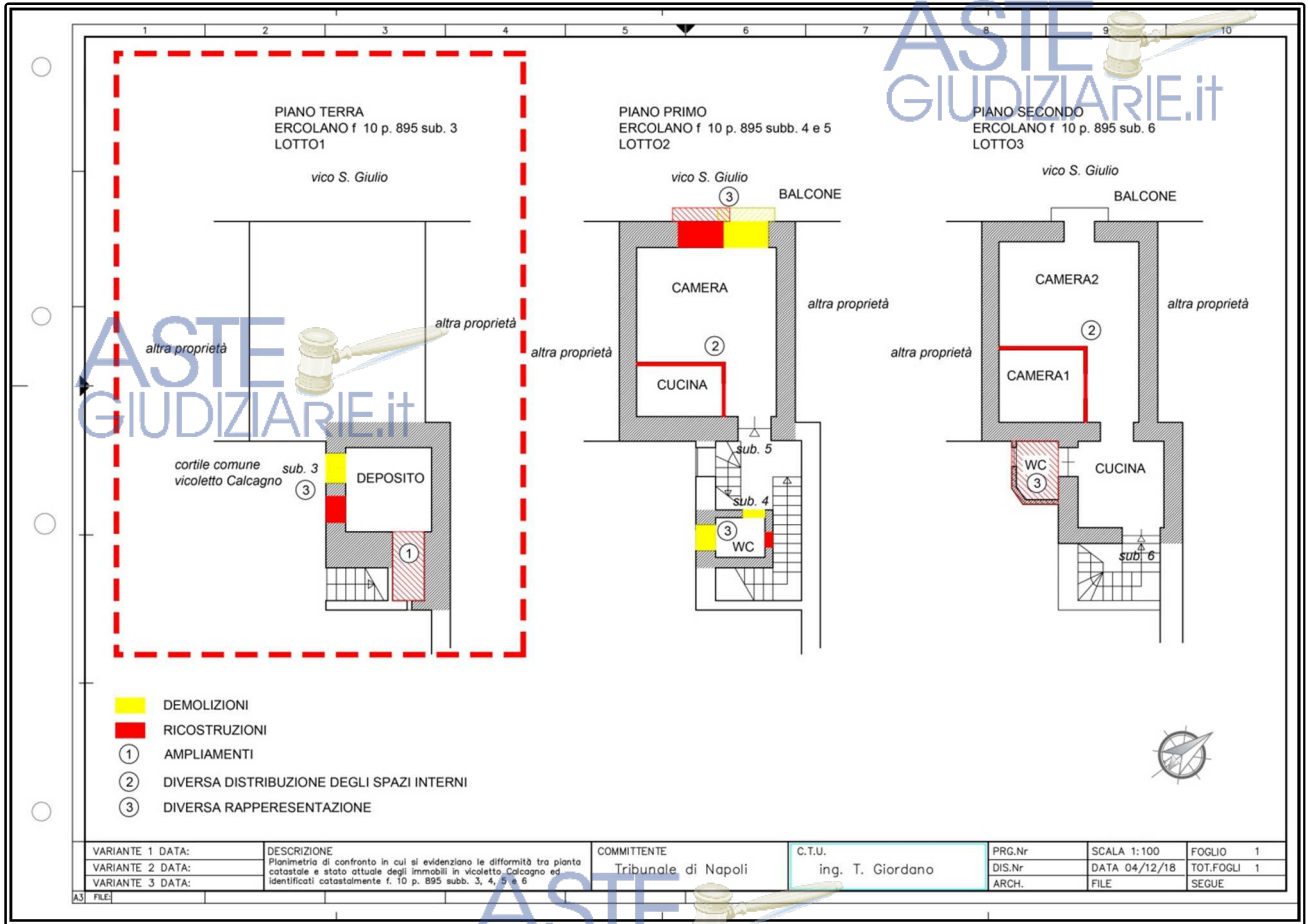 1 2 3 4 5 6 7 8 9 10
ASTE
GIUDIZIARIE.it
PIANO TERRA
ERCOLANO f 10 p. 895 sub. 3
LOTTO1
vico S. Giulio
altra proprietà
altra proprietà
ASTE
GIUDIZIARIE.it
cortile comune
vicoletto Calcagno
sub. 3
3
DEPOSITO
1
PIANO PRIMO
ERCOLANO f 10 p. 895 subb. 4 e 5
LOTTO2
vico S. Giulio
3
BALCONE
CAMERA
altra proprietà
altra proprietà
2
CUCINA
sub. 5
sub. 4
3
WC
PIANO SECONDO
ERCOLANO f 10 p. 895 sub. 6
LOTTO3
vico S. Giulio
BALCONE
CAMERA2
altra proprietà
altra proprietà
2
CAMERA1
WC
3
CUCINA
sub. 6
DEMOLIZIONI
RICOSTRUZIONI
1 AMPLIAMENTI
2 DIVERSA DISTRIBUZIONE DEGLI SPAZI INTERNI
3 DIVERSA RAPPERESENTAZIONE
VARIANTE 1 DATA:
VARIANTE 2 DATA:
VARIANTE 3 DATA:
DESCRIZIONE
Planimetria di confronto in cui si evidenziano le difformità tra pianta
catastale e stato attuale degli immobili in vicoletto Calcagno ed
identificati catastalmente f. 10 p. 895 subb. 3, 4, 5 e 6
COMMITTENTE
Tribunale di Napoli
C.T.U.
ing. T. Giordano
PRG.Nr
DIS.Nr
ARCH.
SCALA 1:100
DATA 04/12/18
FILE
FOGLIO 1
TOT.FOGLI 1
SEGUE
A3 FILE:
ASTE